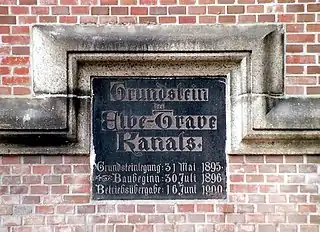 Grundstein
des
Elbe-Trave
Kanals.
Grundsteinlegung: 31 Mai 1895
Baubeginn: 30 Juli 1896
Betriebsübergabe: 16 Juni 1900